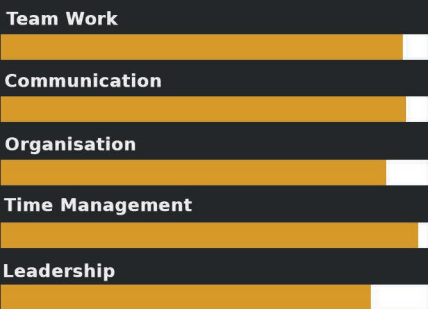 Team Work
Communication
Organisation
Time Management
Leadership